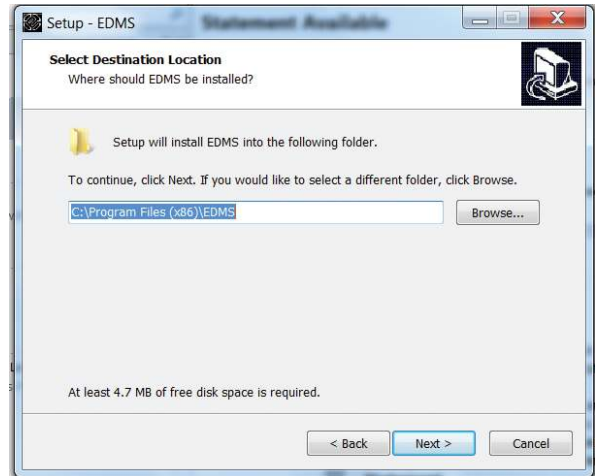 Setup - EDMS
Statement Available
Select Destination Location
Where should EDMS be installed?
Setup will install EDMS into the following folder.
To continue, click Next. If you would like to select a different folder, click Browse.
C:\Program Files (x86)\EDMS
Browse...
At least 4.7 MB of free disk space is required.
< Back
Next >
Cancel